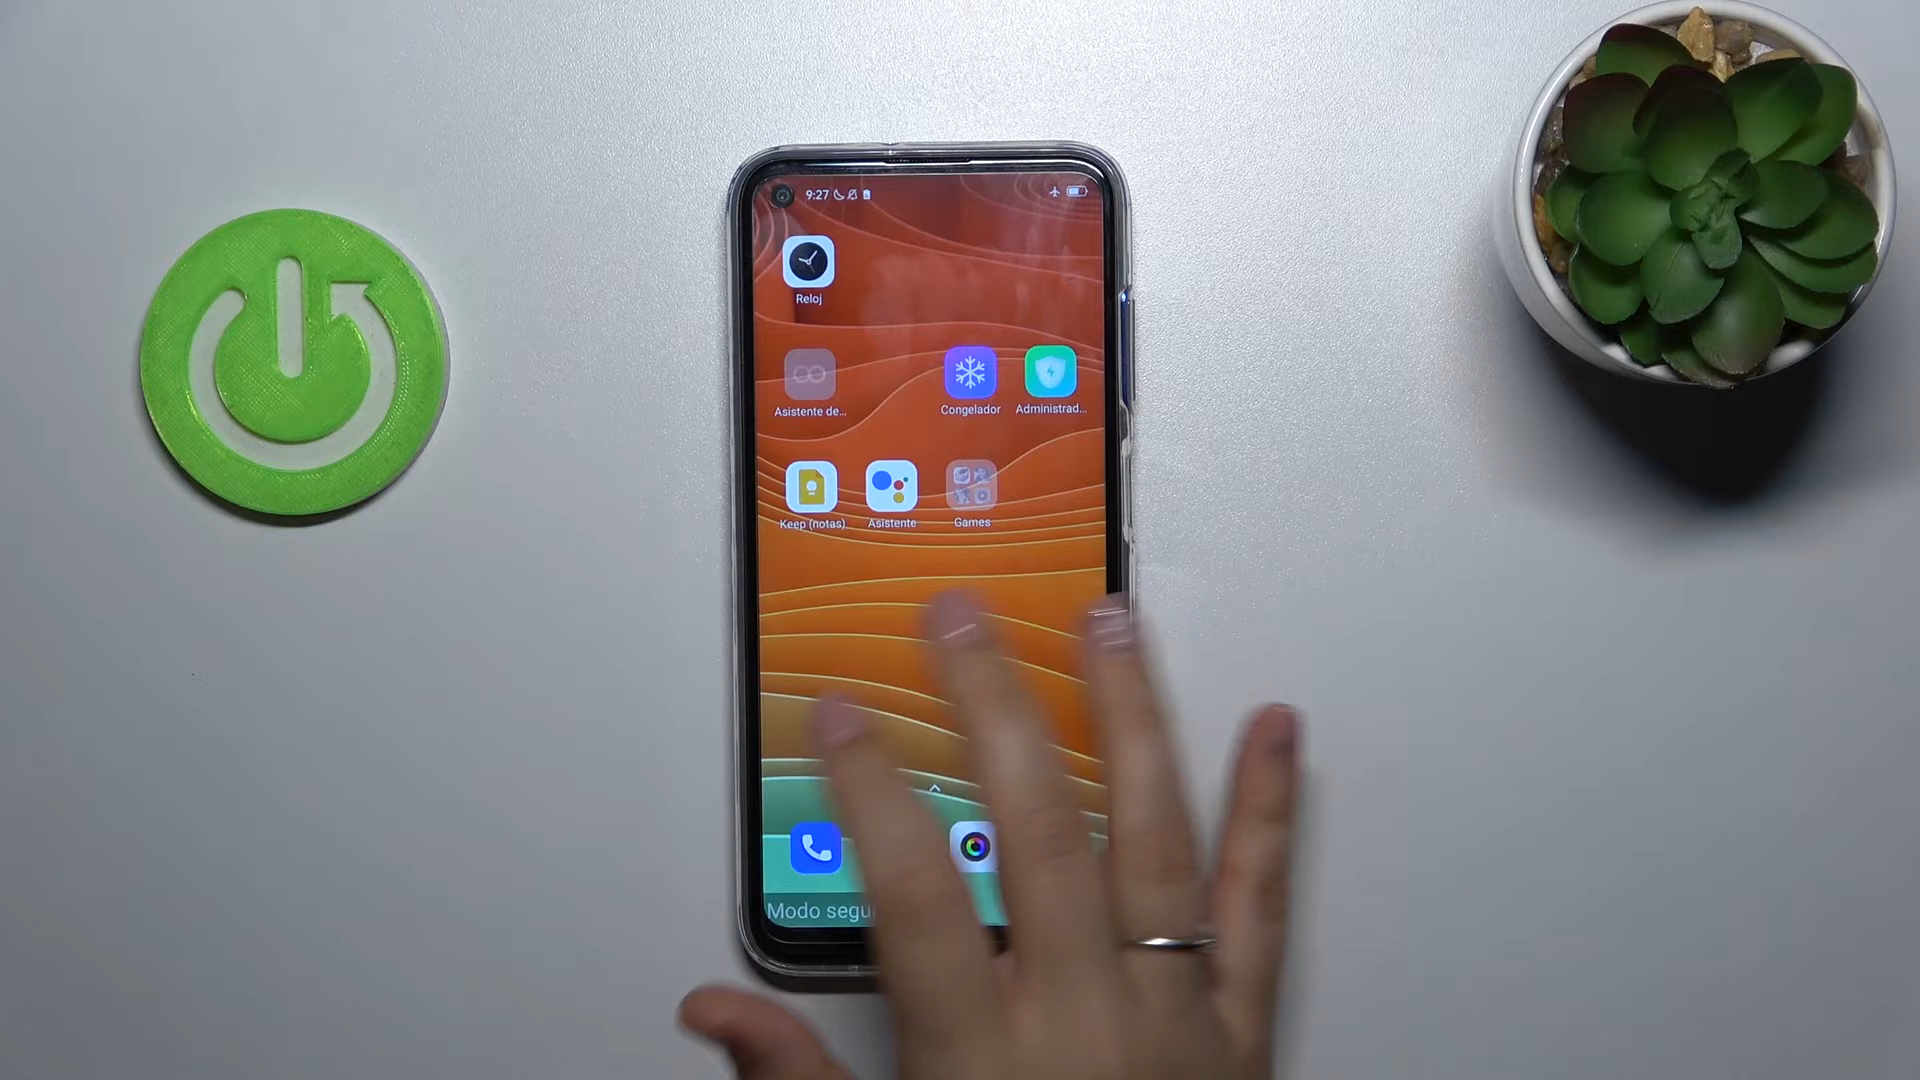 9:27
Reloj
Asistente de...
Congelador
Administrad...
Keep (notas)
Asistente
Games
Modo segu